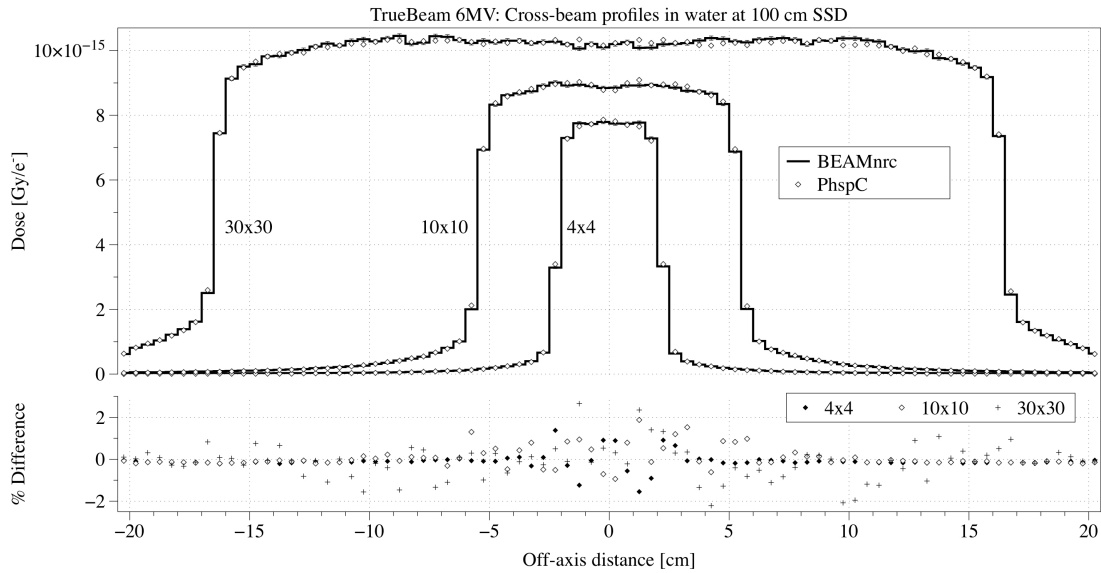 TrueBeam 6MV: Cross-beam profiles in water at 100 cm SSD
10×10⁻¹⁵
8
6
4
2
0
Dose [Gy/e⁻]
BEAMnrc
PhspC
30x30
10x10
4x4
4x4
10x10
30x30
2
0
−2
% Difference
−20
−15
−10
−5
0
5
10
15
20
Off-axis distance [cm]